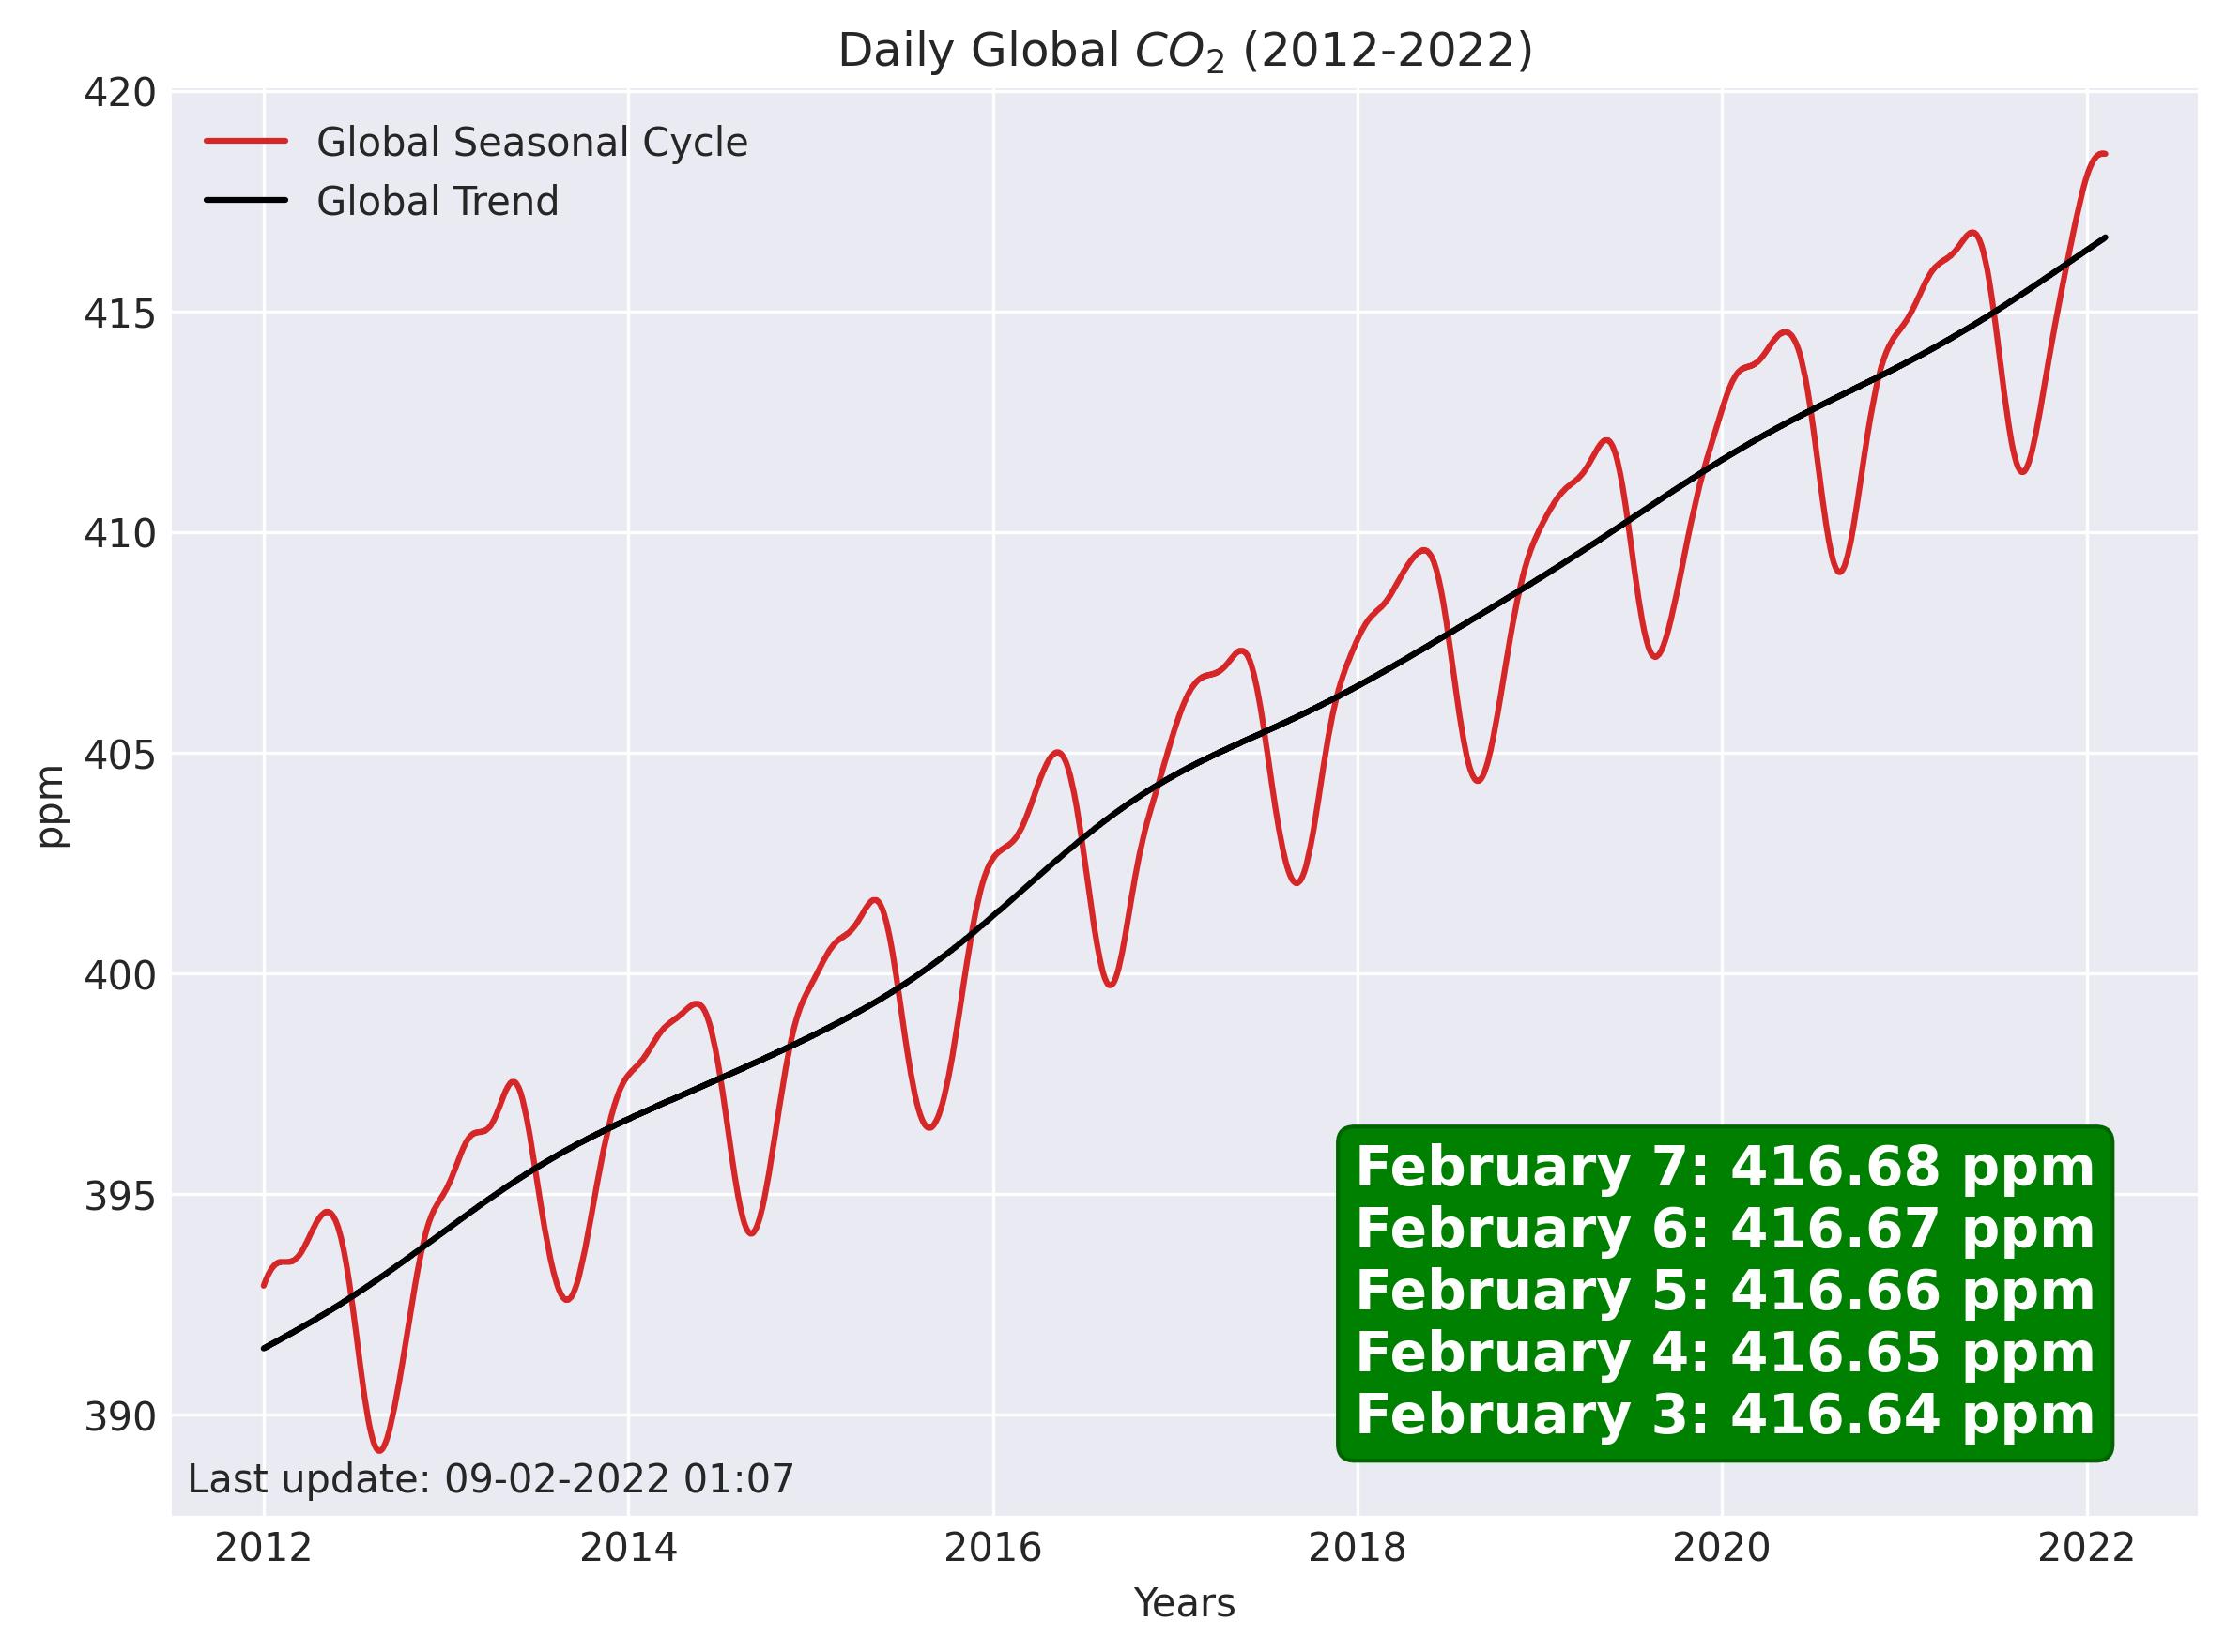 Daily Global CO₂ (2012-2022)
420
415
410
405
400
395
390
ppm
Global Seasonal Cycle
Global Trend
February 7: 416.68 ppm
February 6: 416.67 ppm
February 5: 416.66 ppm
February 4: 416.65 ppm
February 3: 416.64 ppm
Last update: 09-02-2022 01:07
2012 2014 2016 2018 2020 2022
Years